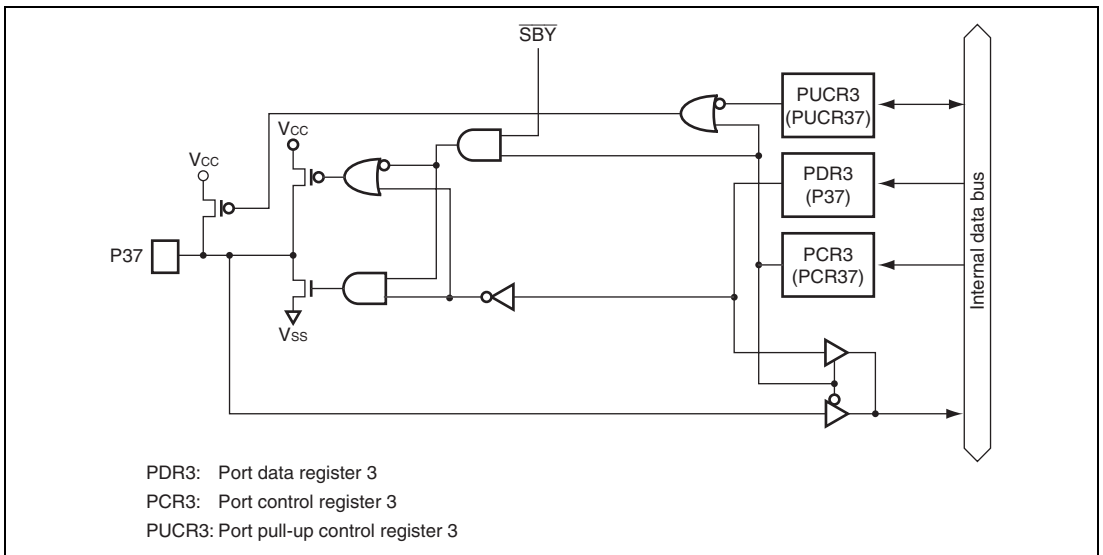 SBY
PUCR3
(PUCR37)
VCC
VCC
PDR3
(P37)
P37
PCR3
(PCR37)
Internal data bus
VSS
PDR3: Port data register 3
PCR3: Port control register 3
PUCR3: Port pull-up control register 3